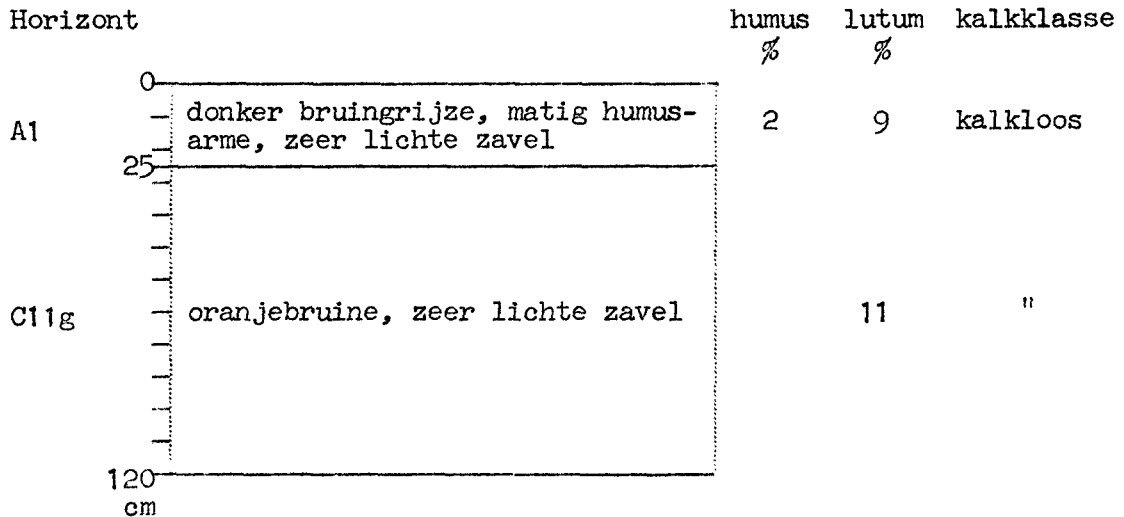 Horizont humus lutum kalkklasse
% %
0
A1 donker bruingrijze, matig humus- 2 9 kalkloos
arme, zeer lichte zavel
25
C11g oranjebruine, zeer lichte zavel 11 "
120
cm